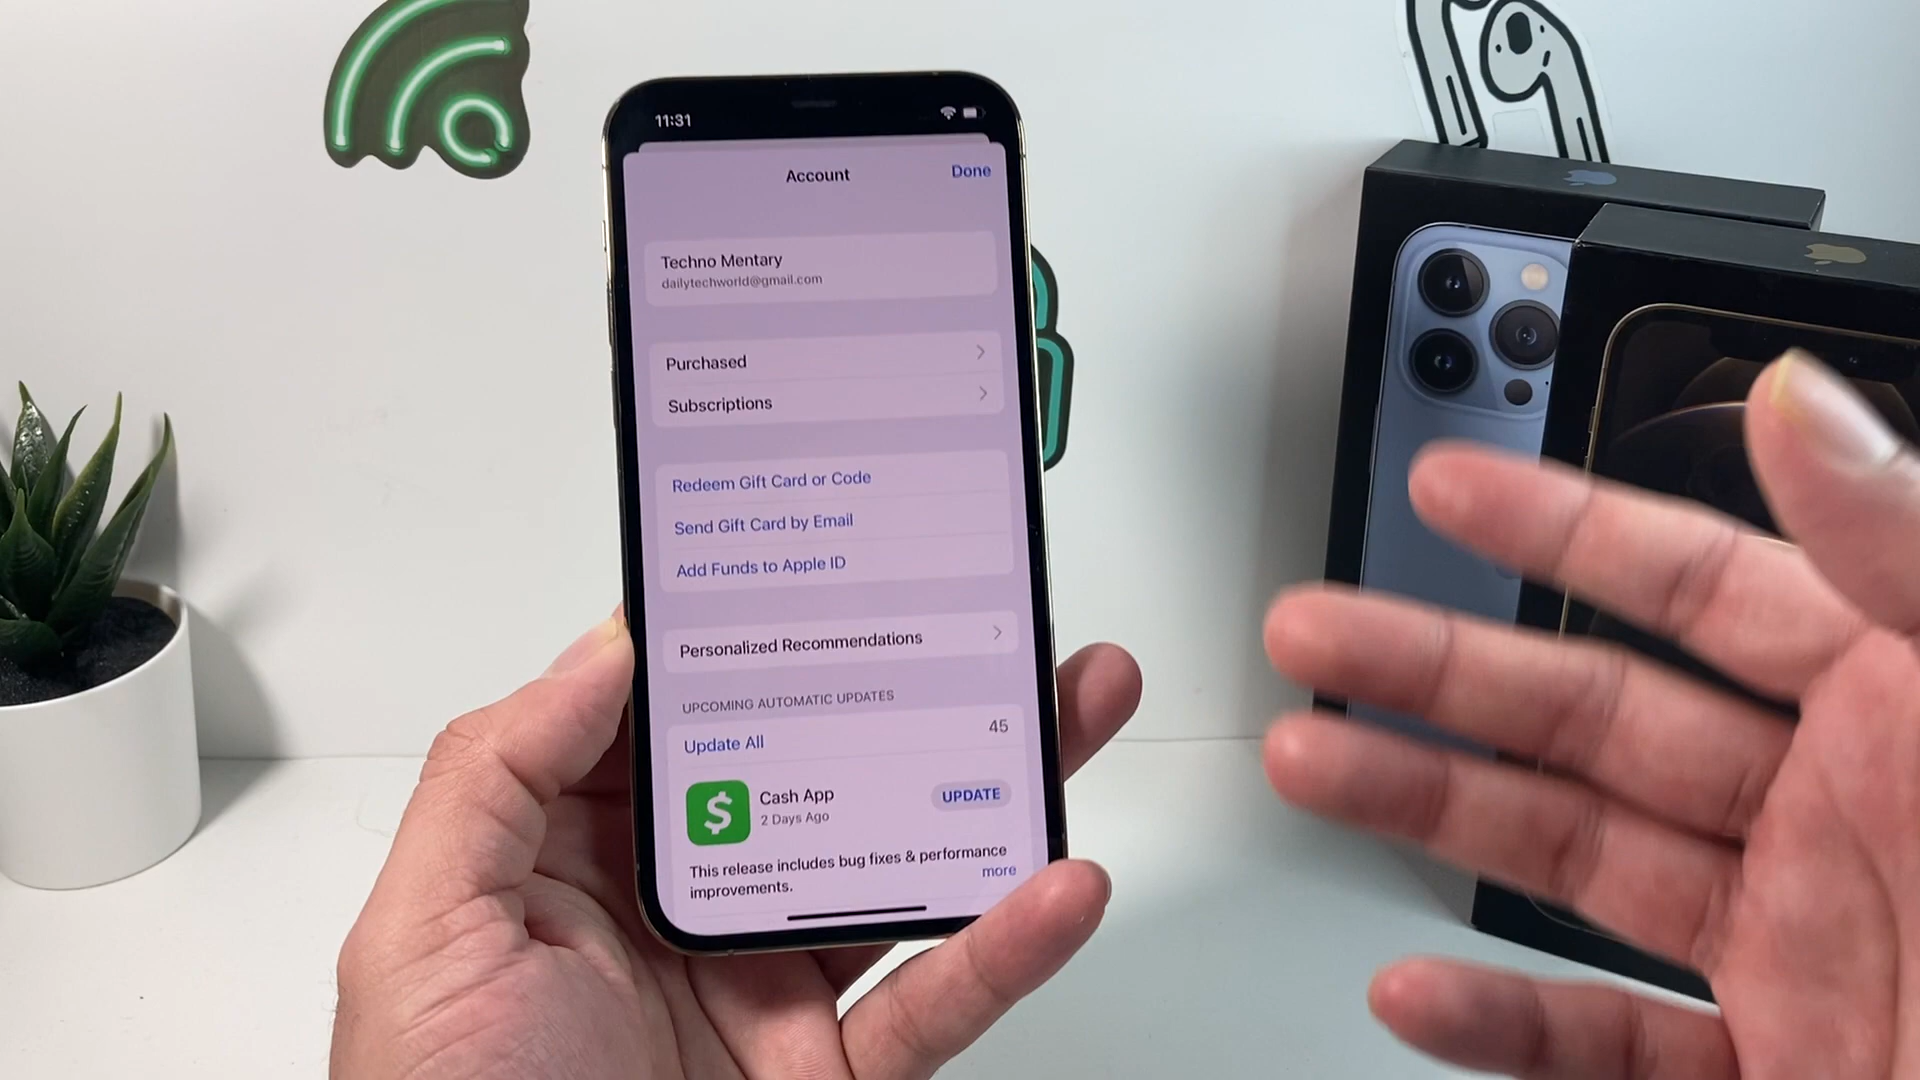 11:31
Account
Done
Techno Mentary
dailytechworld@gmail.com
Purchased
Subscriptions
Redeem Gift Card or Code
Send Gift Card by Email
Add Funds to Apple ID
Personalized Recommendations
UPCOMING AUTOMATIC UPDATES
Update All
45
Cash App
2 Days Ago
UPDATE
This release includes bug fixes & performance
improvements.
more